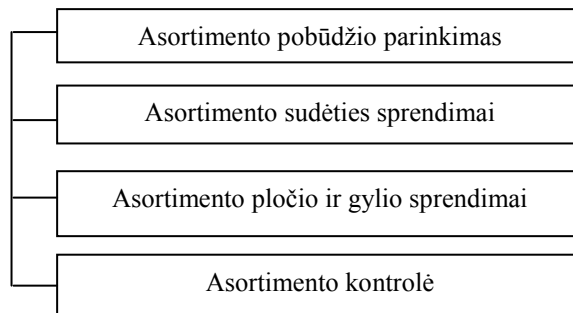 Asortimento pobūdžio parinkimas
Asortimento sudėties sprendimai
Asortimento pločio ir gylio sprendimai
Asortimento kontrolė